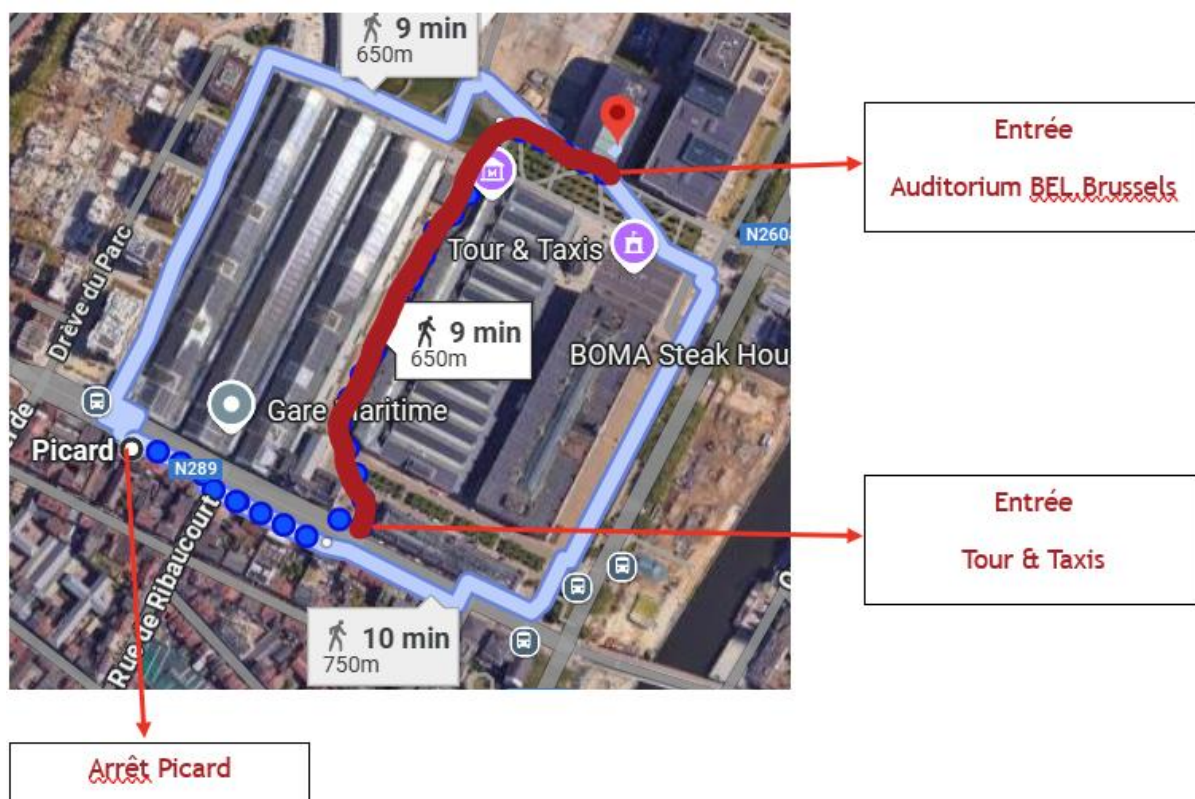 9 min
650m
Entrée
Auditorium BEL.Brussels
N260
Tour & Taxis
Drève du Parc
9 min
650m
BOMA Steak Hou
Gare Maritime
Picard
N289
Entrée
Tour & Taxis
Rue de Ribaucourt
10 min
750m
Arrêt Picard